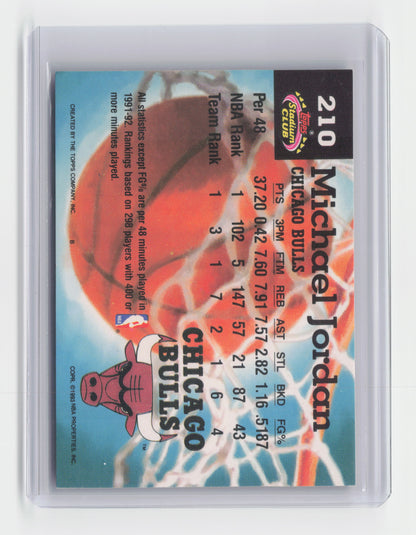 210
Topps
Stadium
CLUB
Michael Jordan
CHICAGO BULLS
PTS 3PM FTM REB AST STL BKD FG%
Per 48 37.20 0.42 7.60 7.91 7.57 2.82 1.16 .5187
NBA Rank 1 102 5 147 57 21 87 43
Team Rank 1 3 1 7 2 1 6 4
All statistics except FG% are per 48 minutes played in
1991-92. Rankings based on 298 players with 400 or
more minutes played.
NBA
CHICAGO
BULLS
TM
CREATED BY THE TOPPS COMPANY, INC.
B
COPR. ©1993 NBA PROPERTIES, INC.